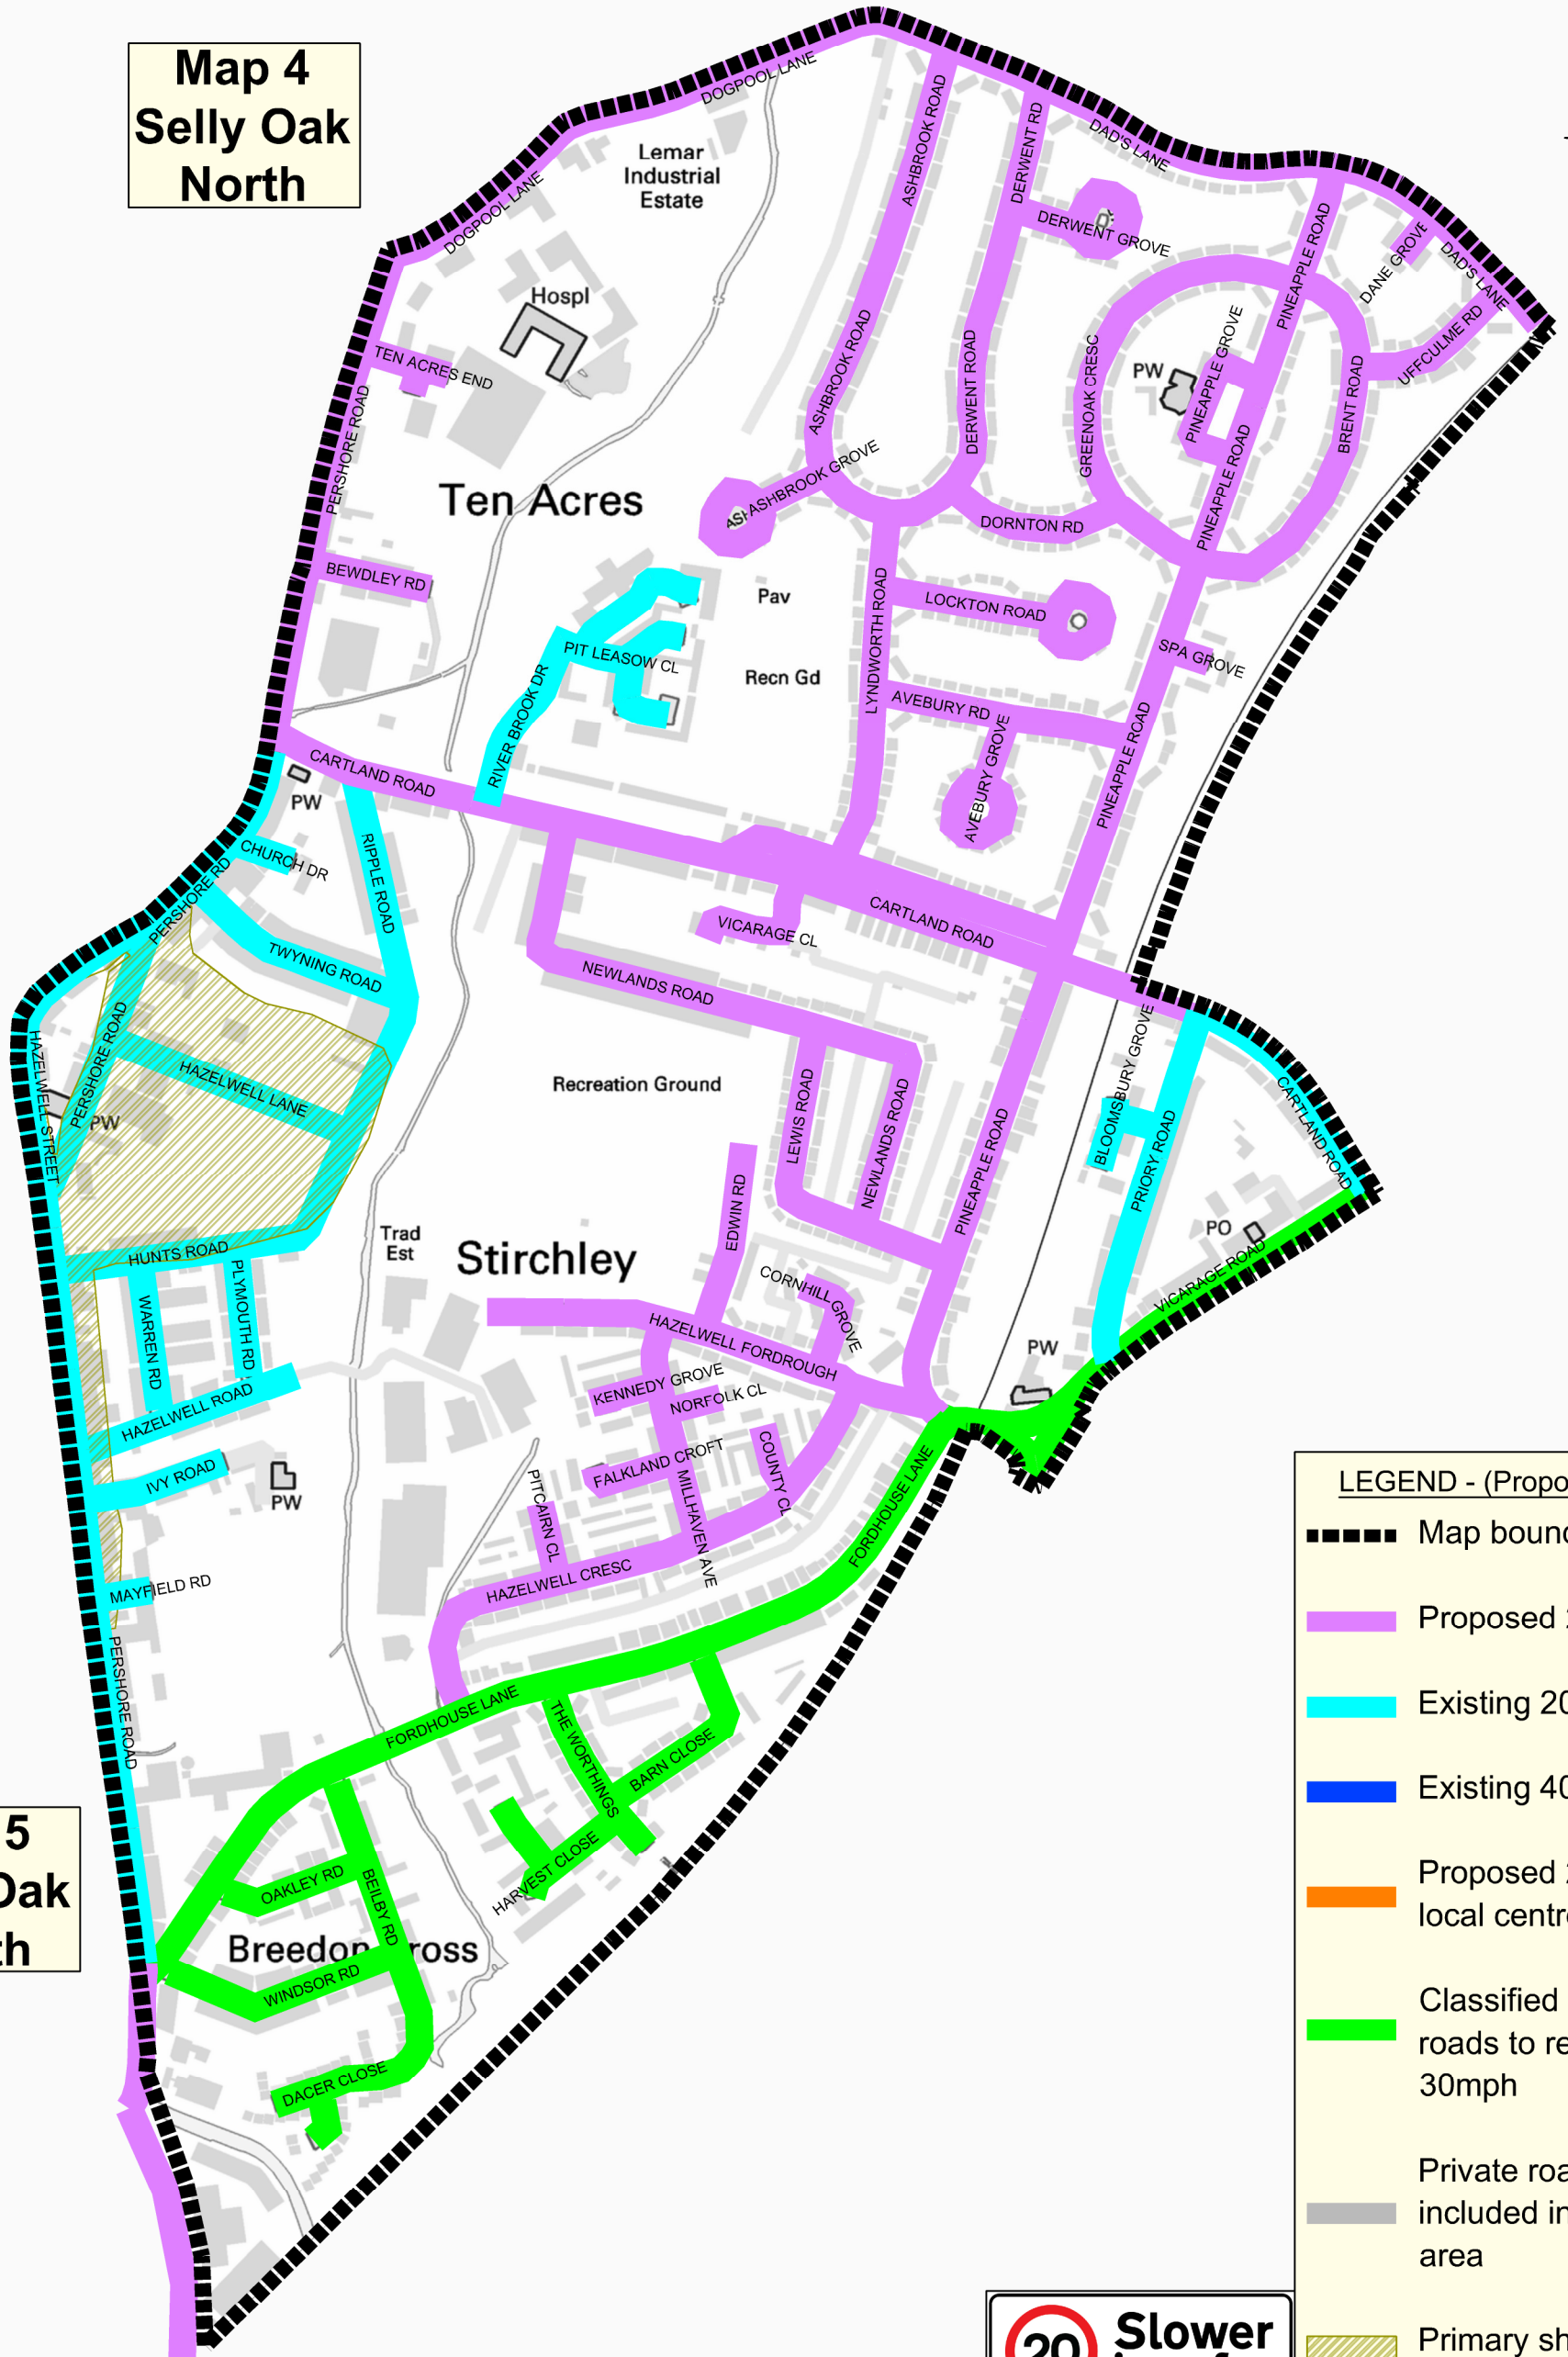 Map 4
Selly Oak
North
DOGPOOL LANE
DOGPOOL LANE
Lemar
Industrial
Estate
Hospl
TEN ACRES END
PERSHORE ROAD
Ten Acres
BEWDLEY RD
ASHBROOK ROAD
ASHBROOK ROAD
ASHBROOK GROVE
DERWENT RD
DERWENT ROAD
DERWENT GROVE
DAD'S LANE
DAD'S LANE
DANE GROVE
UFFCULME RD
PINEAPPLE ROAD
PINEAPPLE GROVE
PW
GREENOAK CRESC
BRENT ROAD
PINEAPPLE ROAD
DORNTON RD
LOCKTON ROAD
SPA GROVE
LYNDWORTH ROAD
AVEBURY RD
AVEBURY GROVE
PINEAPPLE ROAD
Pav
Recn Gd
PIT LEASOW CL
RIVER BROOK DR
CARTLAND ROAD
PW
CHURCH DR
RIPPLE ROAD
PERSHORE RD
TWYNING ROAD
VICARAGE CL
CARTLAND ROAD
NEWLANDS ROAD
PERSHORE ROAD
HAZELWELL LANE
HAZELWELL STREET
PW
Recreation Ground
LEWIS ROAD
NEWLANDS ROAD
PINEAPPLE ROAD
BLOOMSBURY GROVE
PRIORY ROAD
CARTLAND ROAD
PO
VICARAGE ROAD
EDWIN RD
Trad
Est
Stirchley
HUNTS ROAD
WARREN RD
PLYMOUTH RD
HAZELWELL ROAD
IVY ROAD
PW
MAYFIELD RD
PERSHORE ROAD
CORNHILL GROVE
HAZELWELL FORDROUGH
KENNEDY GROVE
NORFOLK CL
FALKLAND CROFT
COUNTY CL
MILLHAVEN AVE
PITCAIRN CL
HAZELWELL CRESC
PW
FORDHOUSE LANE
FORDHOUSE LANE
THE WORTHINGS
BARN CLOSE
HARVEST CLOSE
OAKLEY RD
BEILBY RD
Breedon Cross
WINDSOR RD
DACER CLOSE
5
Oak
th
LEGEND - (Propo
Map bound
Proposed 2
Existing 20
Existing 40
Proposed 2
local centre
Classified
roads to re
30mph
Private roa
included in
area
Primary sh
20
Slower